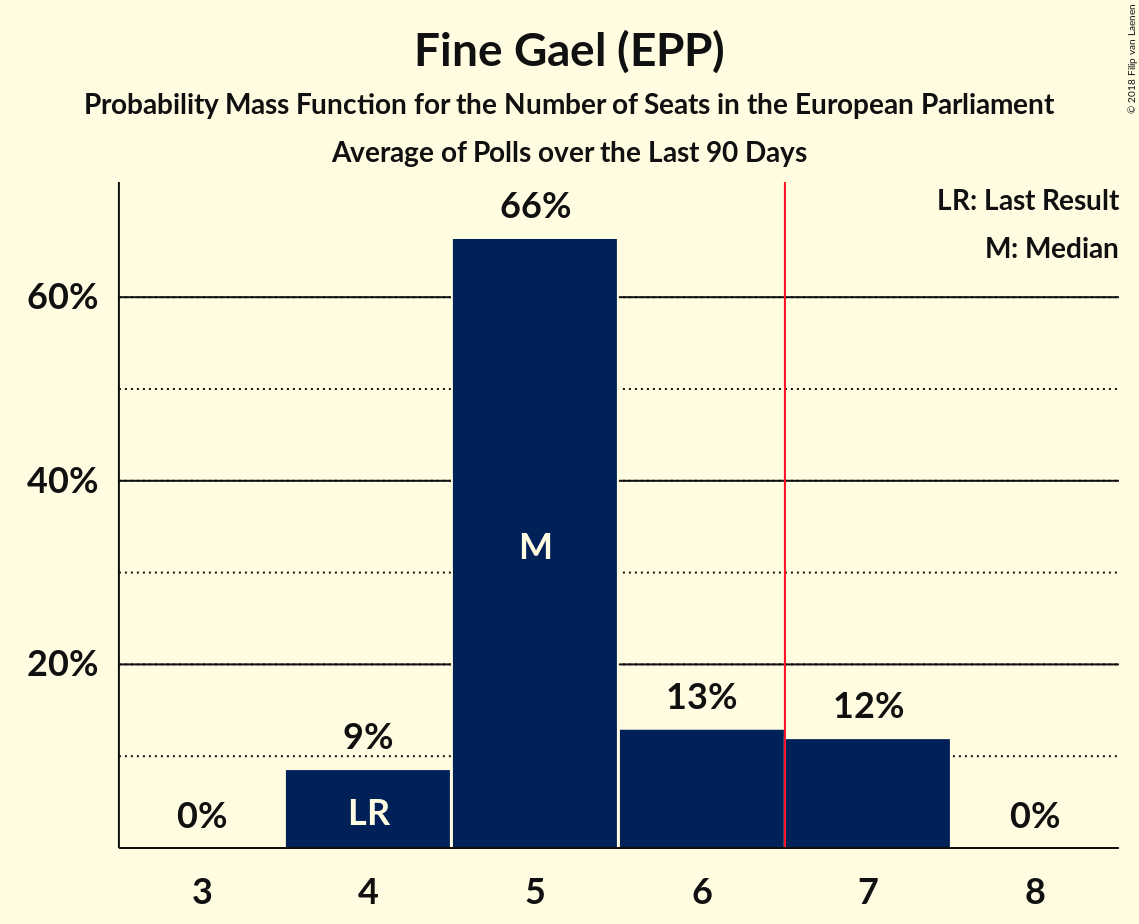 Fine Gael (EPP)
Probability Mass Function for the Number of Seats in the European Parliament
Average of Polls over the Last 90 Days
© 2018 Filip van Laenen
LR: Last Result
M: Median
66%
60%
40%
20%
M
13%
12%
9%
LR
0%
0%
3
4
5
6
7
8